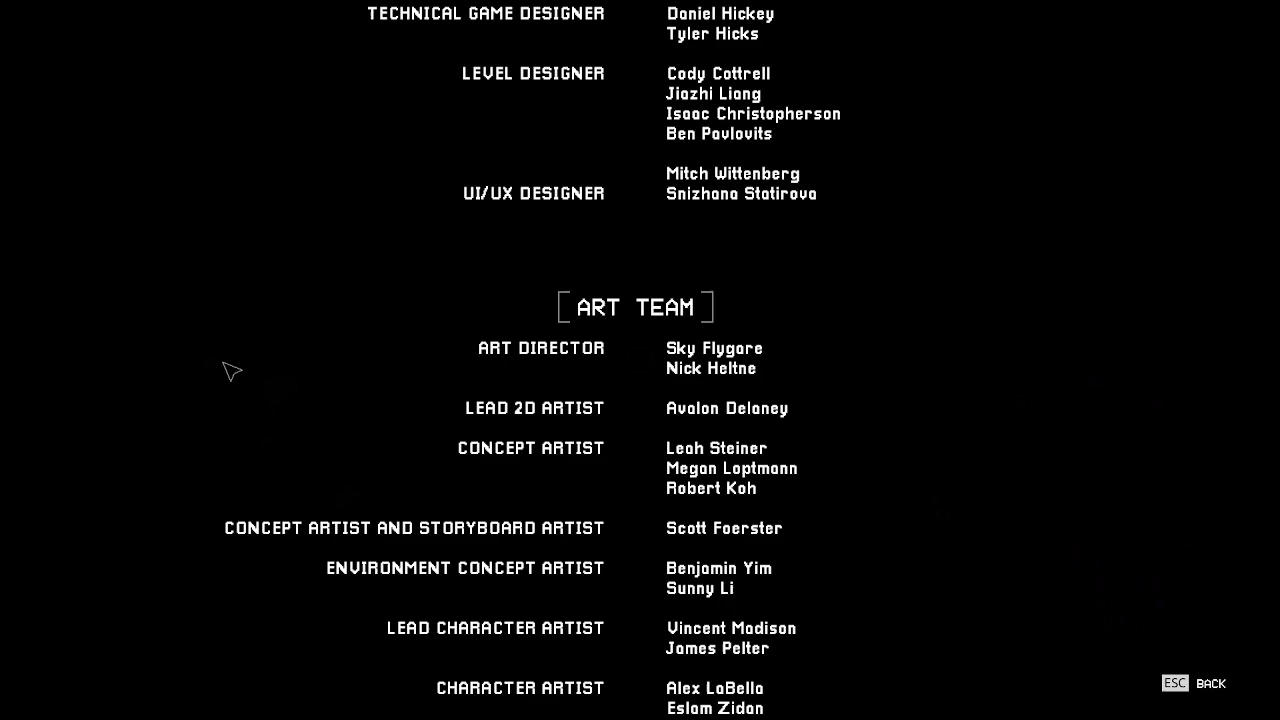 TECHNICAL GAME DESIGNER Daniel Hickey
Tyler Hicks
LEVEL DESIGNER Cody Cottrell
Jiazhi Liang
Isaac Christopherson
Ben Pavlovits
Mitch Wittenberg
UI/UX DESIGNER Snizhana Statirova
ART TEAM
ART DIRECTOR Sky Flygare
Nick Heltne
LEAD 2D ARTIST Avalon Delaney
CONCEPT ARTIST Leah Steiner
Megan Laptmann
Robert Koh
CONCEPT ARTIST AND STORYBOARD ARTIST Scott Foerster
ENVIRONMENT CONCEPT ARTIST Benjamin Yim
Sunny Li
LEAD CHARACTER ARTIST Vincent Madison
James Pelter
CHARACTER ARTIST Alex LaBella
Eslam Zidan
ESC BACK